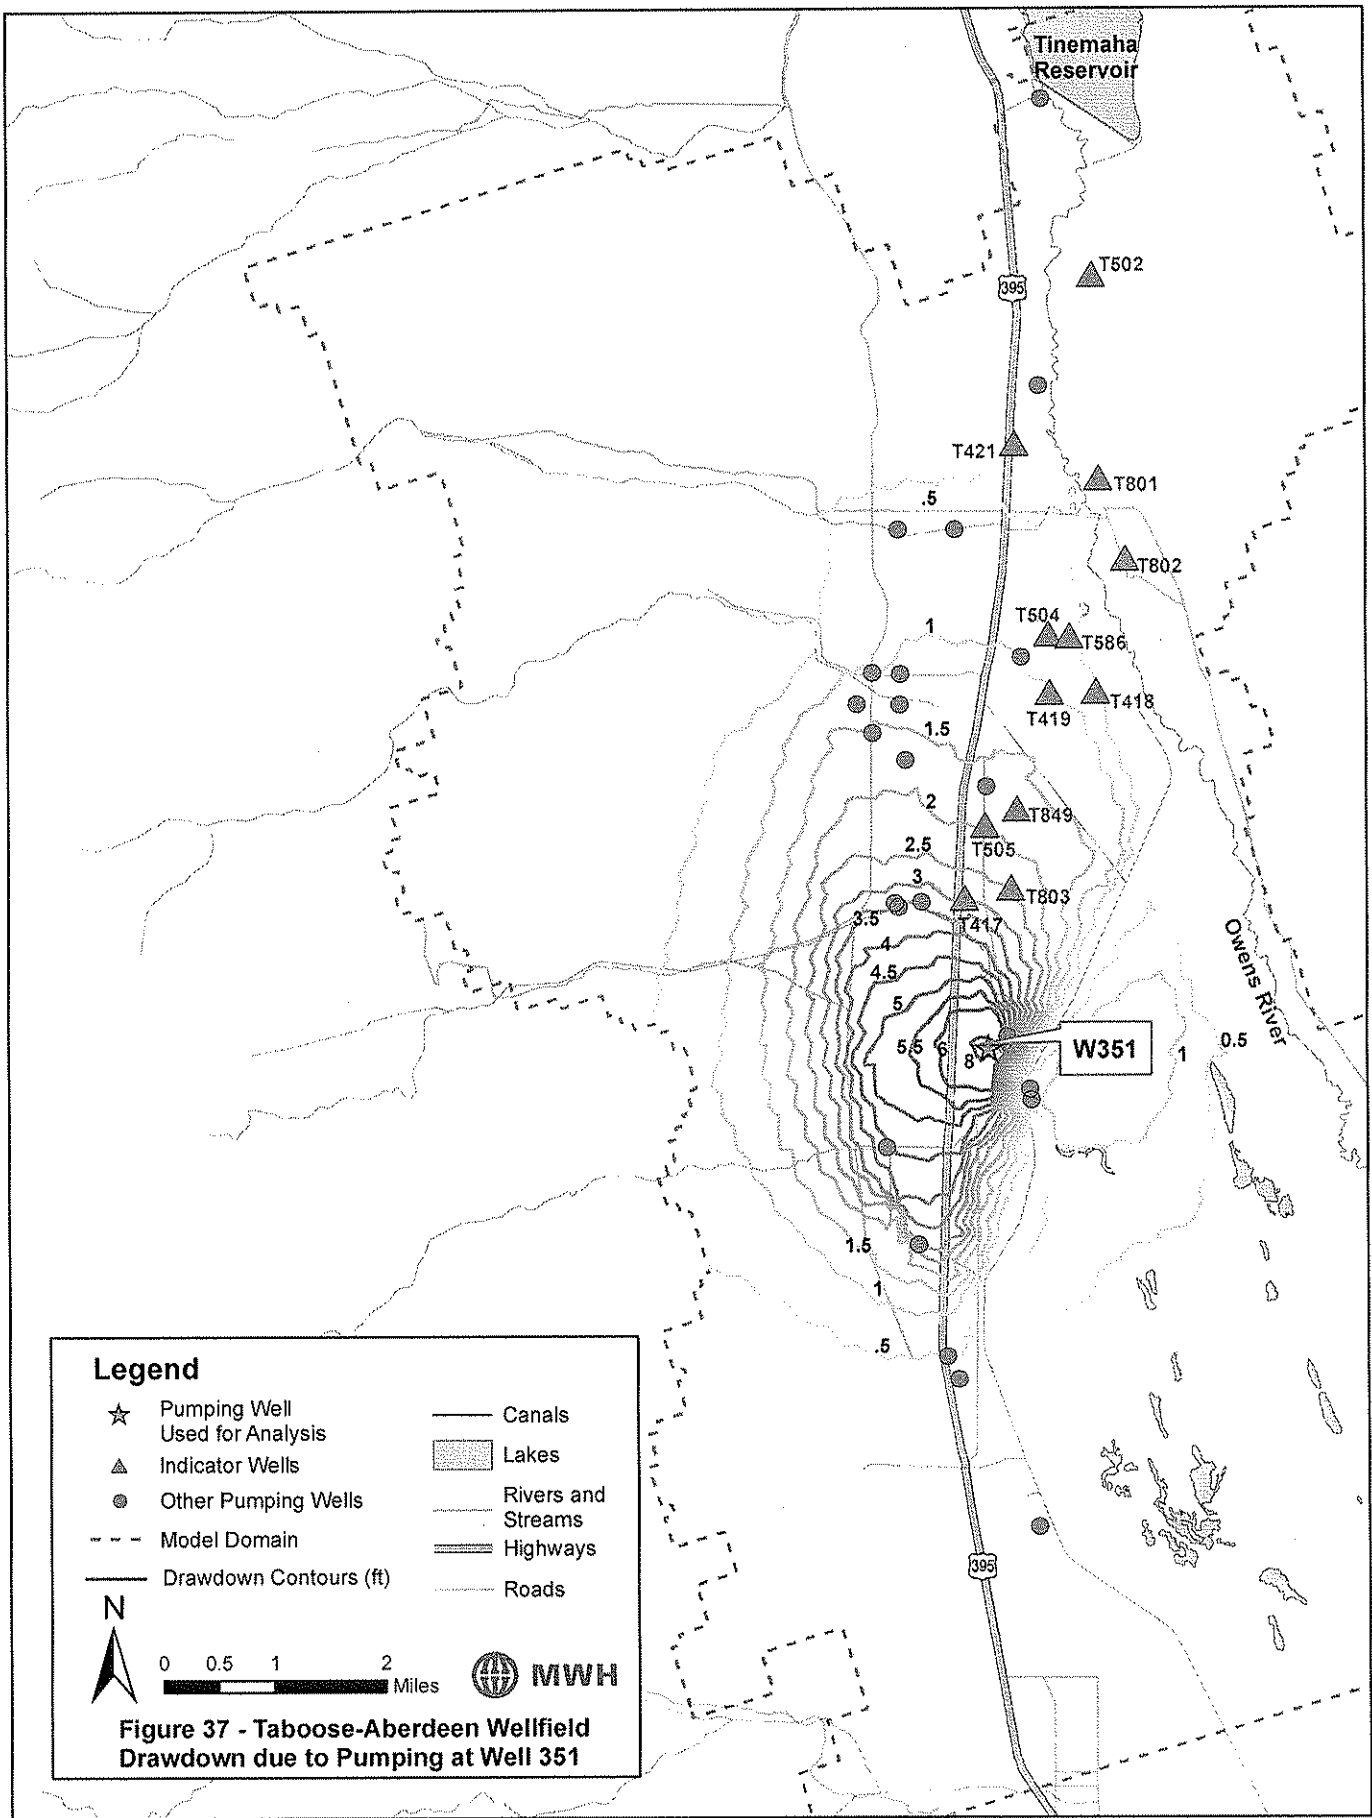 Tinemaha
Reservoir
T502
395
T421
T801
.5
T802
T504
1
T586
T419
T418
1.5
2
T849
T505
2.5
3
T803
T417
3.5
4
4.5
5
Owens River
5.5
6
8
W351
1
0.5
1.5
1
.5
395
Legend
Pumping Well
Used for Analysis
Indicator Wells
Other Pumping Wells
Model Domain
Drawdown Contours (ft)
Canals
Lakes
Rivers and
Streams
Highways
Roads
N
0 0.5 1 2
Miles
MWH
Figure 37 - Taboose-Aberdeen Wellfield
Drawdown due to Pumping at Well 351